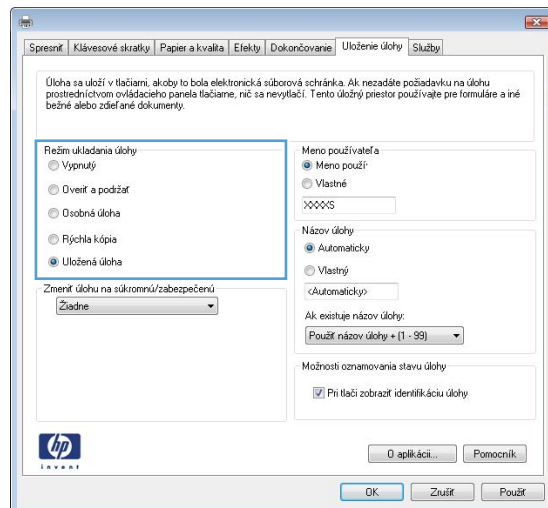 Spresniť Klávesové skratky Papier a kvalita Efekty Dokončovanie Uloženie úlohy Služby
Úloha sa uloží v tlačiarni, akoby to bola elektronická súborová schránka. Ak nezadáte požiadavku na úlohu
prostredníctvom ovládacieho panela tlačiarne, nič sa nevytlačí. Tento úložný priestor používajte pre formuláre a iné
bežné alebo zdieľané dokumenty.
Režim ukladania úlohy
Vypnutý
Overiť a podržať
Osobná úloha
Rýchla kópia
Uložená úloha
Zmeniť úlohu na súkromnú/zabezpečenú
Žiadne
Meno používateľa
Meno použí
Vlastné
XXXXS
Názov úlohy
Automaticky
Vlastný
<Automaticky>
Ak existuje názov úlohy:
Použiť názov úlohy + (1 - 99)
Možnosti oznamovania stavu úlohy
Pri tlači zobraziť identifikáciu úlohy
hp
invent
O aplikácii... Pomocník
OK Zrušiť Použiť